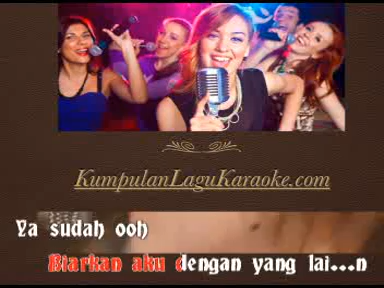 KumpulanLaguKaraoke.com
Ya sudah ooh
Biarkan aku dengan yang lai...n